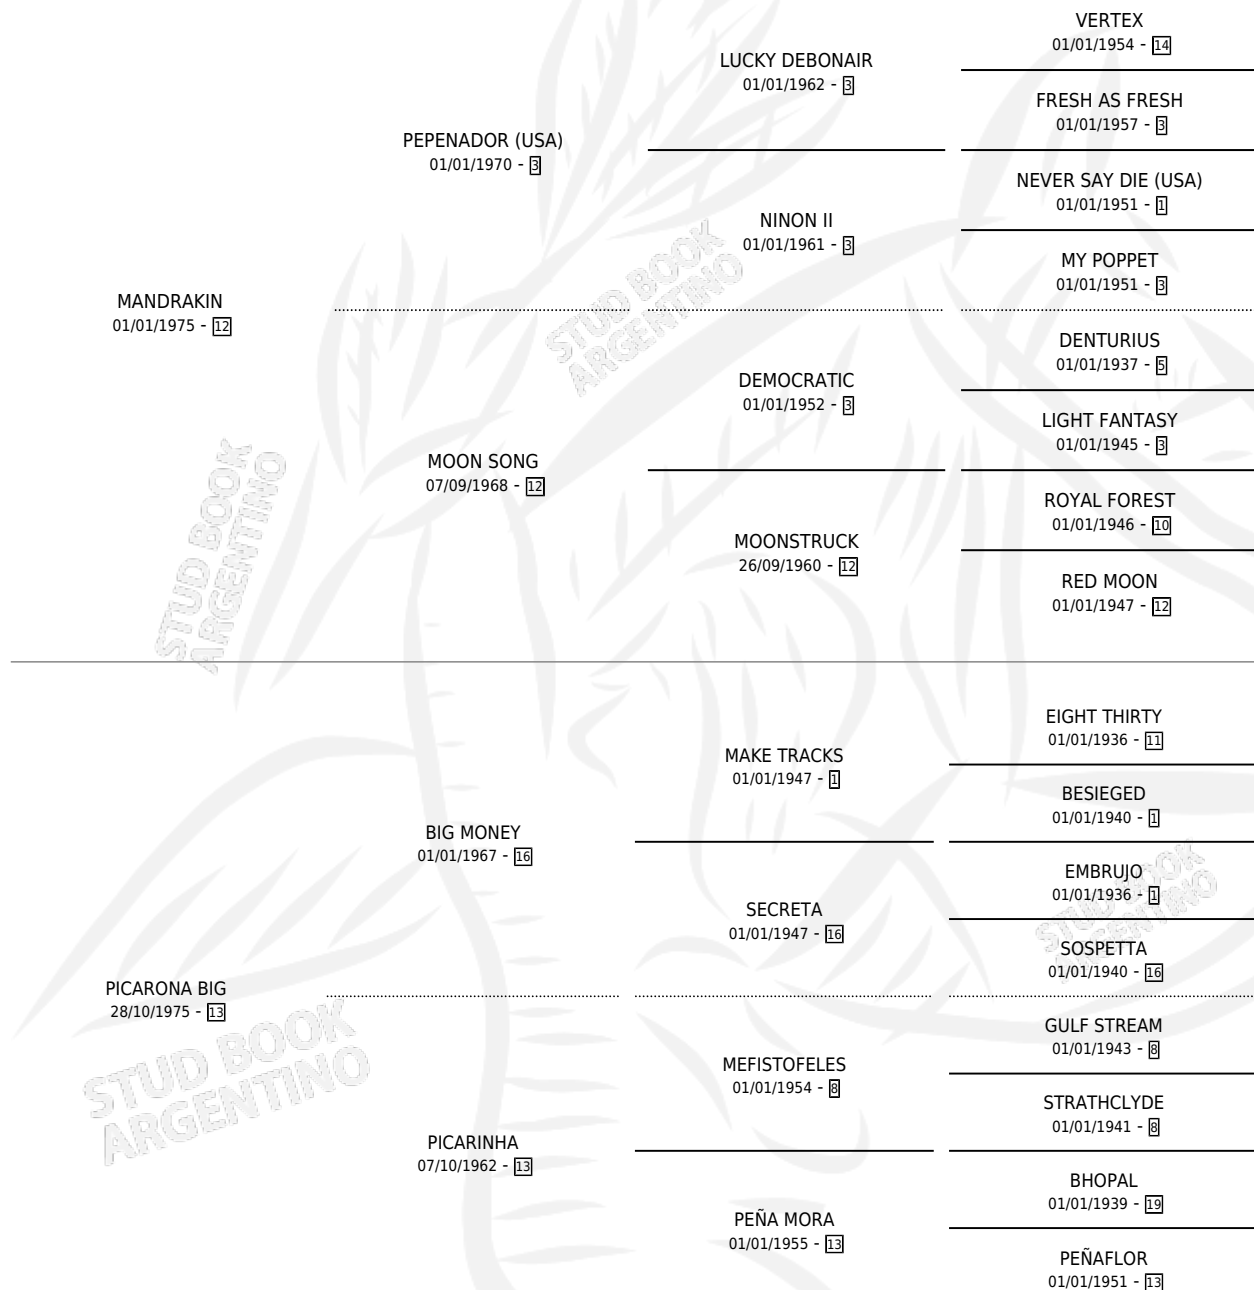 VERTEX
01/01/1954 - 14
LUCKY DEBONAIR
01/01/1962 - 3
FRESH AS FRESH
01/01/1957 - 3
PEPENADOR (USA)
01/01/1970 - 3
NEVER SAY DIE (USA)
01/01/1951 - 1
NINON II
01/01/1961 - 3
MY POPPET
01/01/1951 - 3
MANDRAKIN
01/01/1975 - 12
DENTURIUS
01/01/1937 - 5
DEMOCRATIC
01/01/1952 - 3
LIGHT FANTASY
01/01/1945 - 3
MOON SONG
07/09/1968 - 12
ROYAL FOREST
01/01/1946 - 10
MOONSTRUCK
26/09/1960 - 12
RED MOON
01/01/1947 - 12
EIGHT THIRTY
01/01/1936 - 11
MAKE TRACKS
01/01/1947 - 1
BESIEGED
01/01/1940 - 1
BIG MONEY
01/01/1967 - 16
EMBRUJO
01/01/1936 - 1
SECRETA
01/01/1947 - 16
SOSPETTA
01/01/1940 - 16
PICARONA BIG
28/10/1975 - 13
GULF STREAM
01/01/1943 - 8
MEFISTOFELES
01/01/1954 - 8
STRATHCLYDE
01/01/1941 - 8
PICARINHA
07/10/1962 - 13
BHOPAL
01/01/1939 - 19
PEÑA MORA
01/01/1955 - 13
PEÑAFLOR
01/01/1951 - 13
STUD BOOK
ARGENTINO
STUD BOOK
ARGENTINO
STUD BOOK
ARGENTINO
STUD BOOK
ARGENTINO